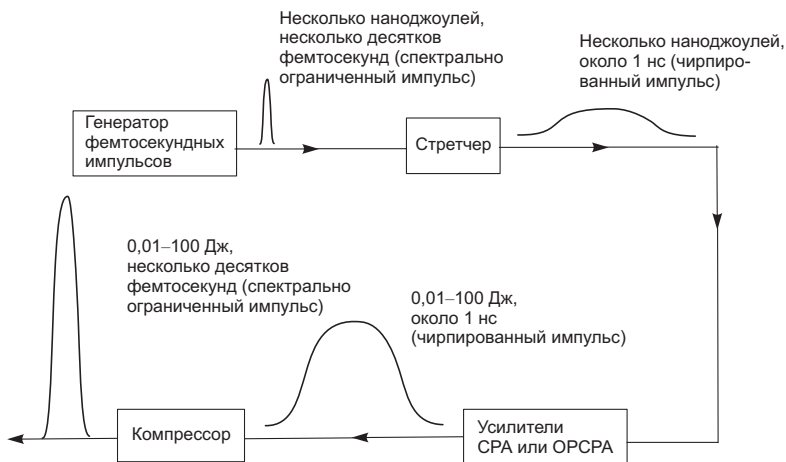 Несколько наноджоулей,
несколько десятков
фемтосекунд (спектрально
ограниченный импульс)
Несколько наноджоулей,
около 1 нс (чирпиро-
ванный импульс)
Генератор
фемтосекундных
импульсов
Стретчер
0,01–100 Дж,
несколько десятков
фемтосекунд (спектрально
ограниченный импульс)
0,01–100 Дж,
около 1 нс
(чирпированный импульс)
Компрессор
Усилители
CPA или OPCPA